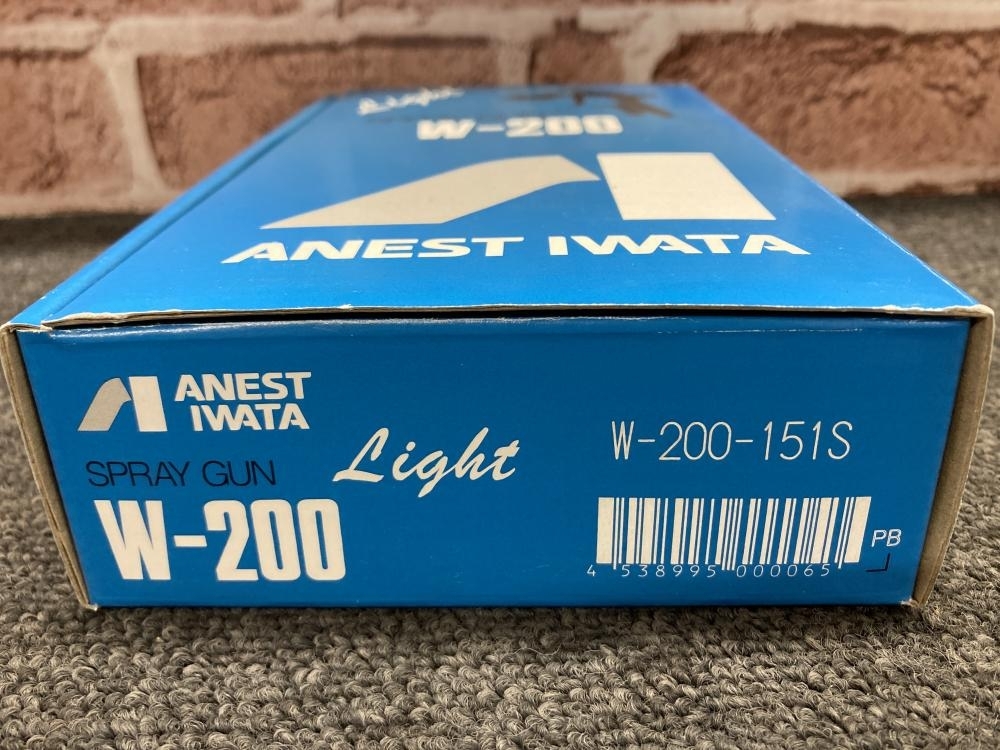 Light
W-200
ANEST IWATA
ANEST
IWATA
SPRAY GUN
Light
W-200
W-200-151S
4 538995 000065
PB